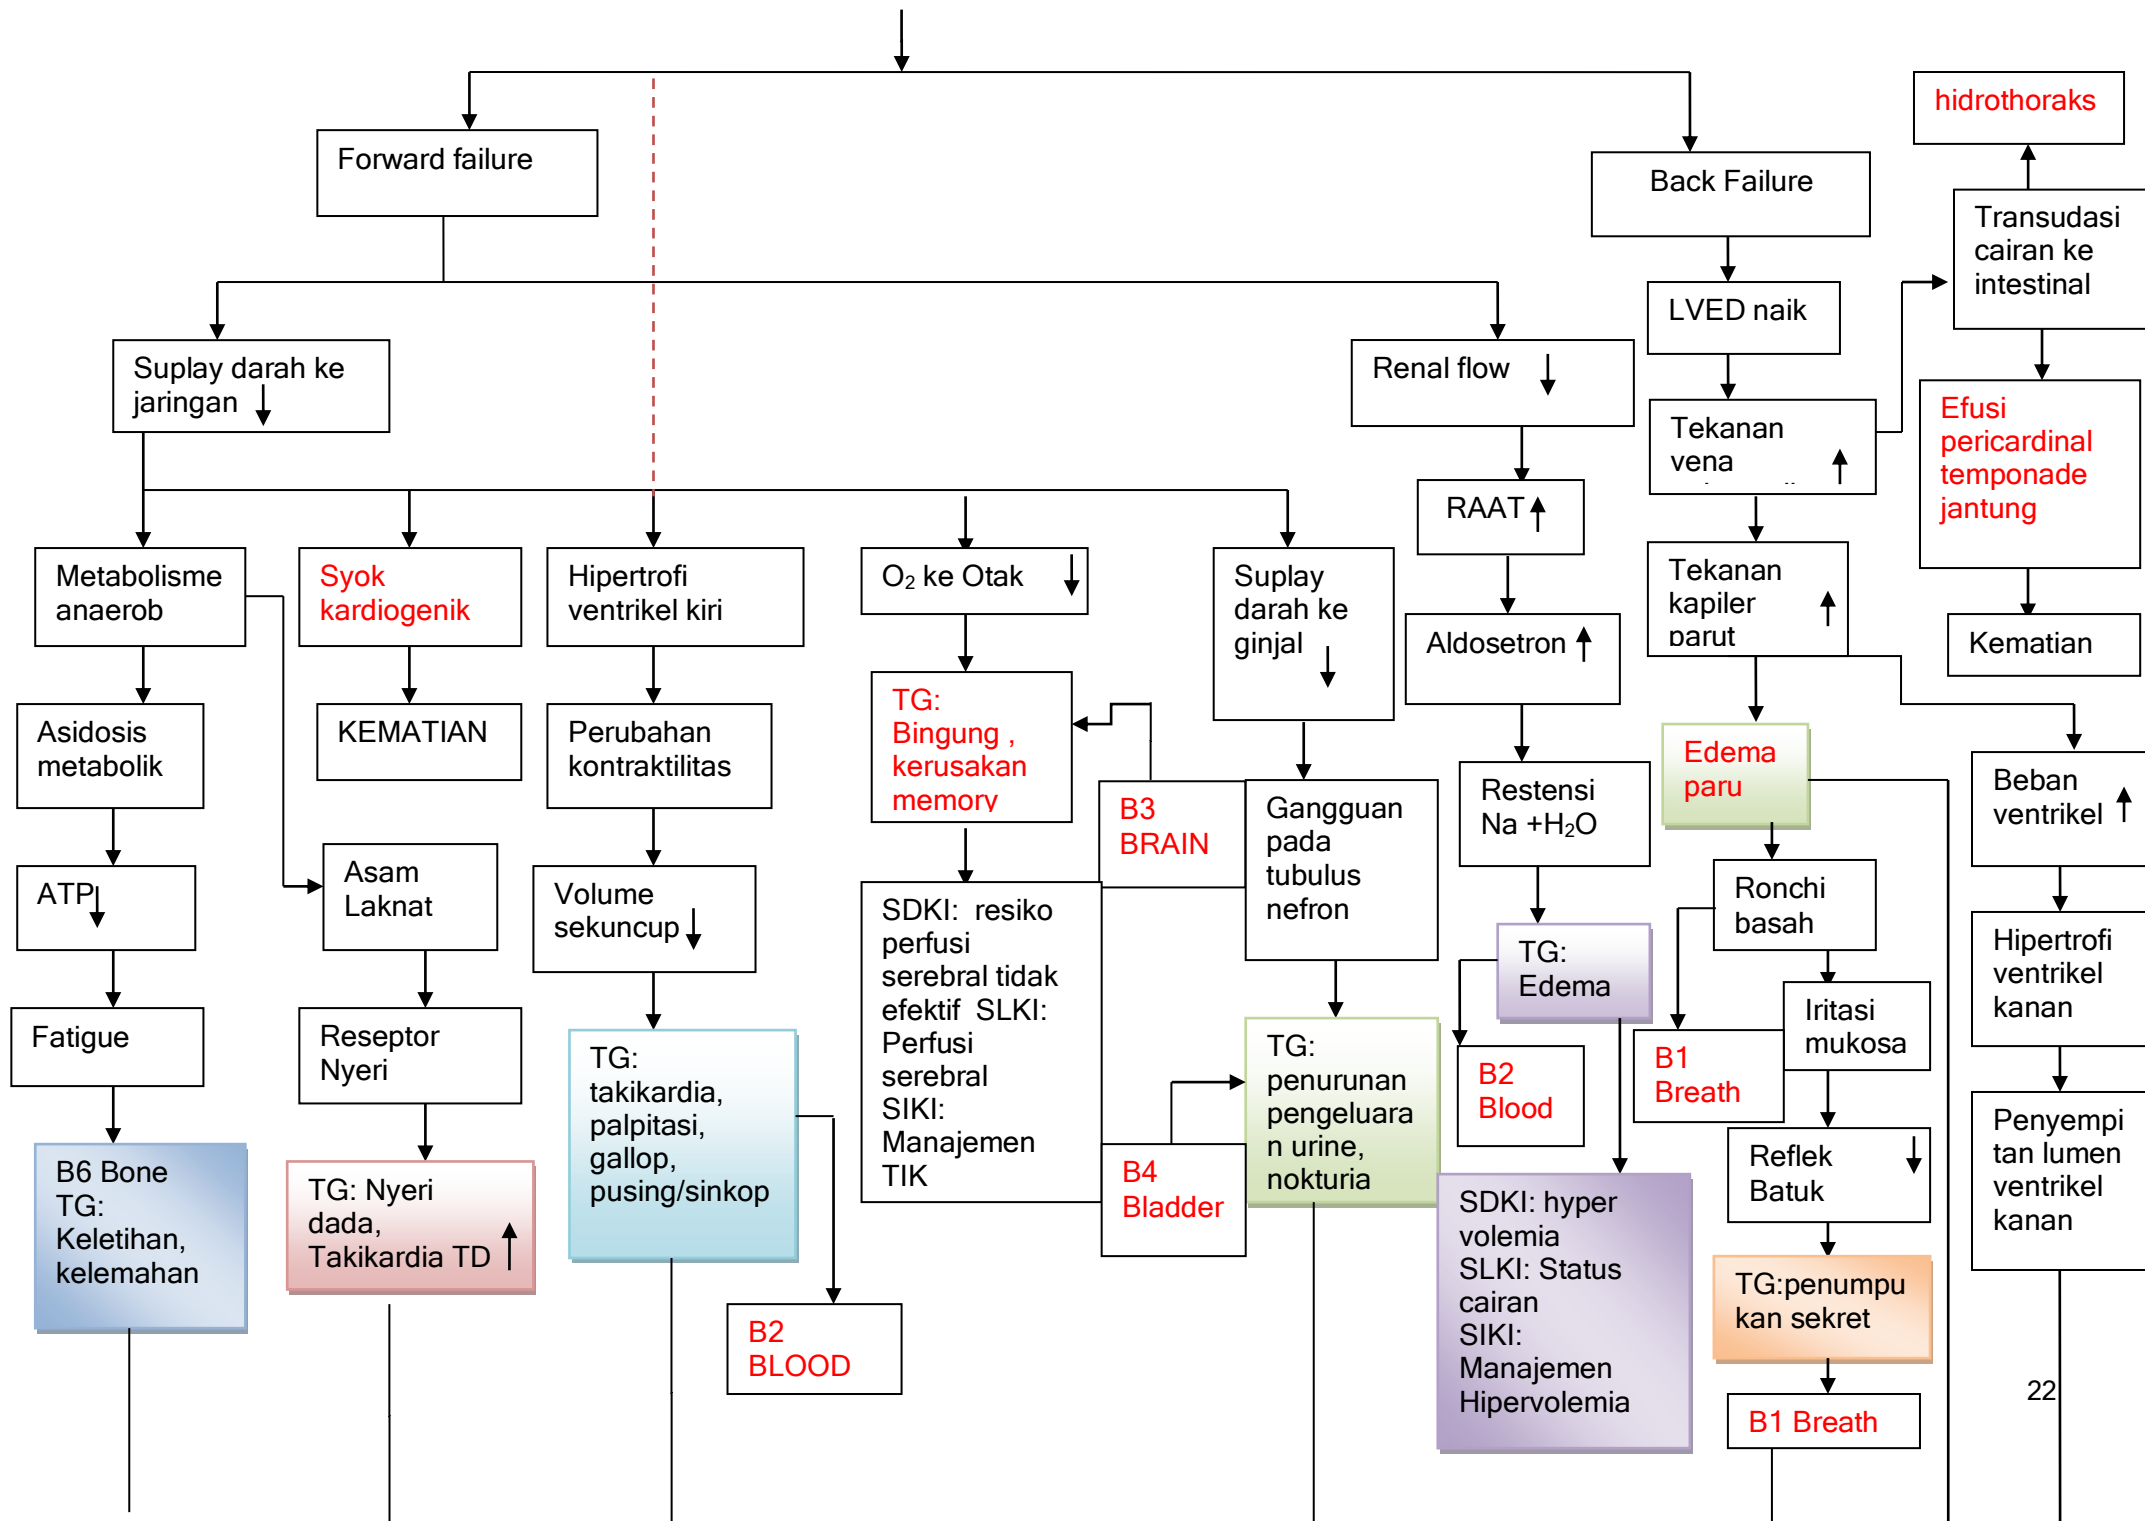 hidrothoraks
Forward failure
Back Failure
Transudasi
cairan ke
intestinal
LVED naik
Suplay darah ke
jaringan
Renal flow
Efusi
pericardinal
temponade
jantung
Tekanan
vena
RAAT
Metabolisme
anaerob
Syok
kardiogenik
Hipertrofi
ventrikel kiri
O₂ ke Otak
Suplay
darah ke
ginjal
Tekanan
kapiler
parut
Aldosetron
Kematian
Asidosis
metabolik
KEMATIAN
Perubahan
kontraktilitas
TG:
Bingung ,
kerusakan
memory
Edema
paru
B3
BRAIN
Gangguan
pada
tubulus
nefron
Restensi
Na +H₂O
Beban
ventrikel
ATP
Asam
Laknat
Volume
sekuncup
SDKI: resiko
perfusi
serebral tidak
efektif SLKI:
Perfusi
serebral
SIKI:
Manajemen
TIK
Ronchi
basah
Hipertrofi
ventrikel
kanan
TG:
Edema
Iritasi
mukosa
Fatigue
Reseptor
Nyeri
TG:
takikardia,
palpitasi,
gallop,
pusing/sinkop
TG:
penurunan
pengeluara
n urine,
nokturia
B2
Blood
B1
Breath
Penyempi
tan lumen
ventrikel
kanan
B6 Bone
TG:
Keletihan,
kelemahan
TG: Nyeri
dada,
Takikardia TD
B4
Bladder
Reflek
Batuk
SDKI: hyper
volemia
SLKI: Status
cairan
SIKI:
Manajemen
Hipervolemia
TG:penumpu
kan sekret
B2
BLOOD
B1 Breath
22